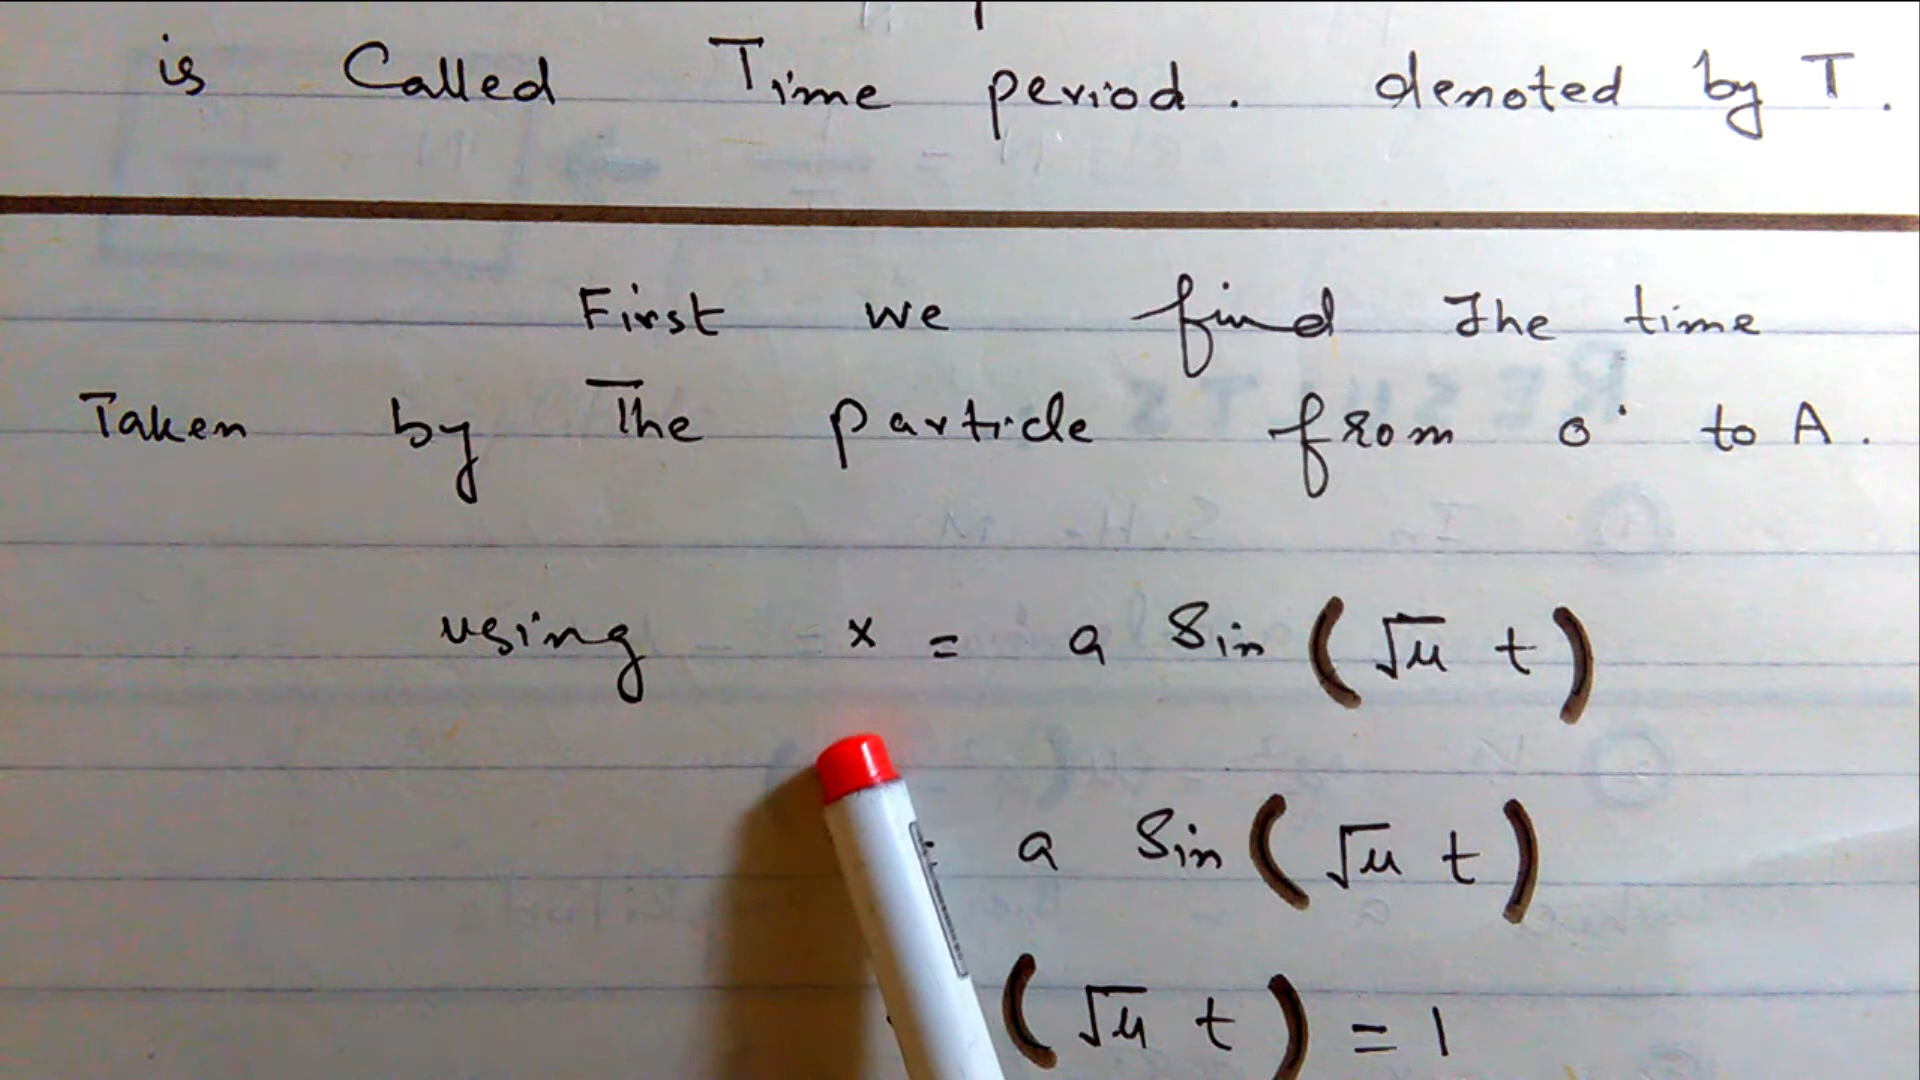 is Called Time period. denoted by T.
First we find The time
Taken by The particle from o to A.
using x = a Sin (√μ t)
a Sin (√μ t)
(√μ t) = 1